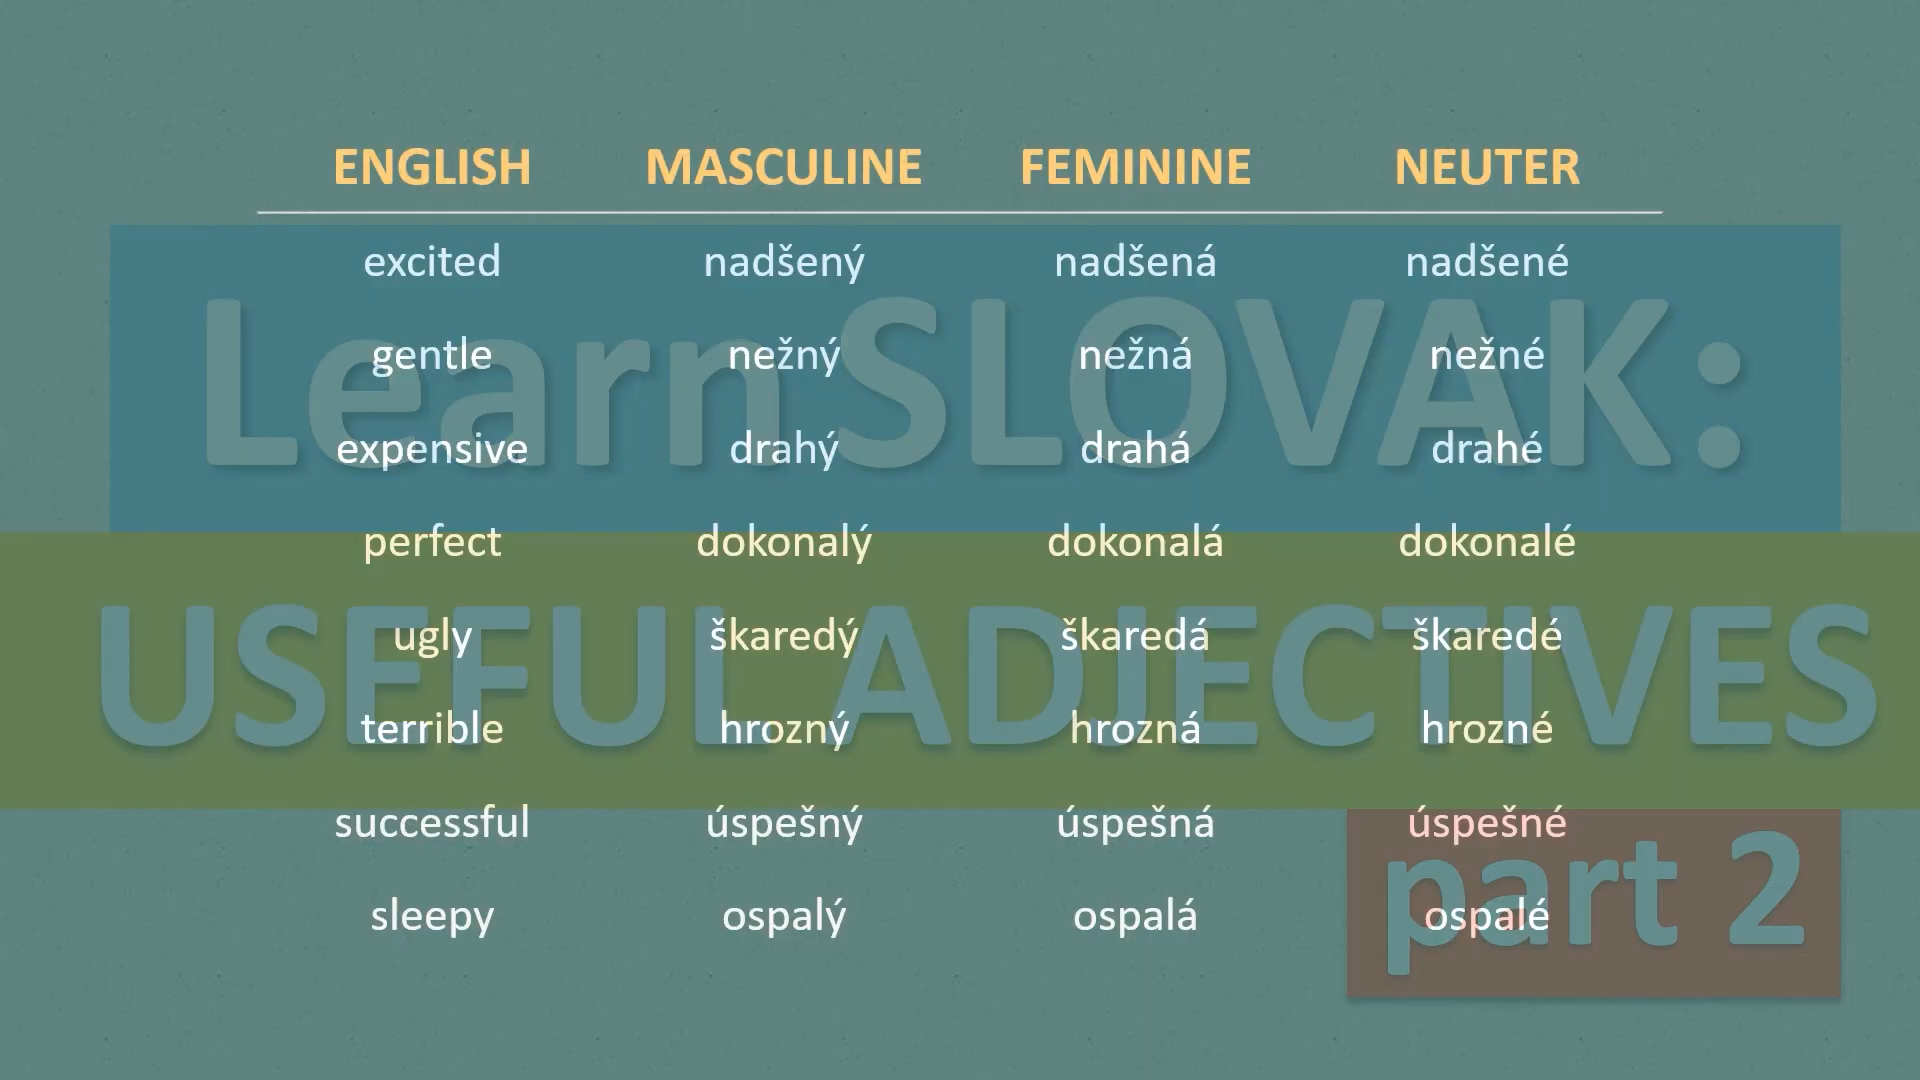 ENGLISH MASCULINE FEMININE NEUTER
excited nadšený nadšená nadšené
Learn SLOVAK:
gentle nežný nežná nežné
expensive drahý drahá drahé
perfect dokonalý dokonalá dokonalé
USEFUL ADJECTIVES
ugly škaredý škaredá škaredé
terrible hrozný hrozná hrozné
successful úspešný úspešná úspešné
part 2
sleepy ospalý ospalá ospalé